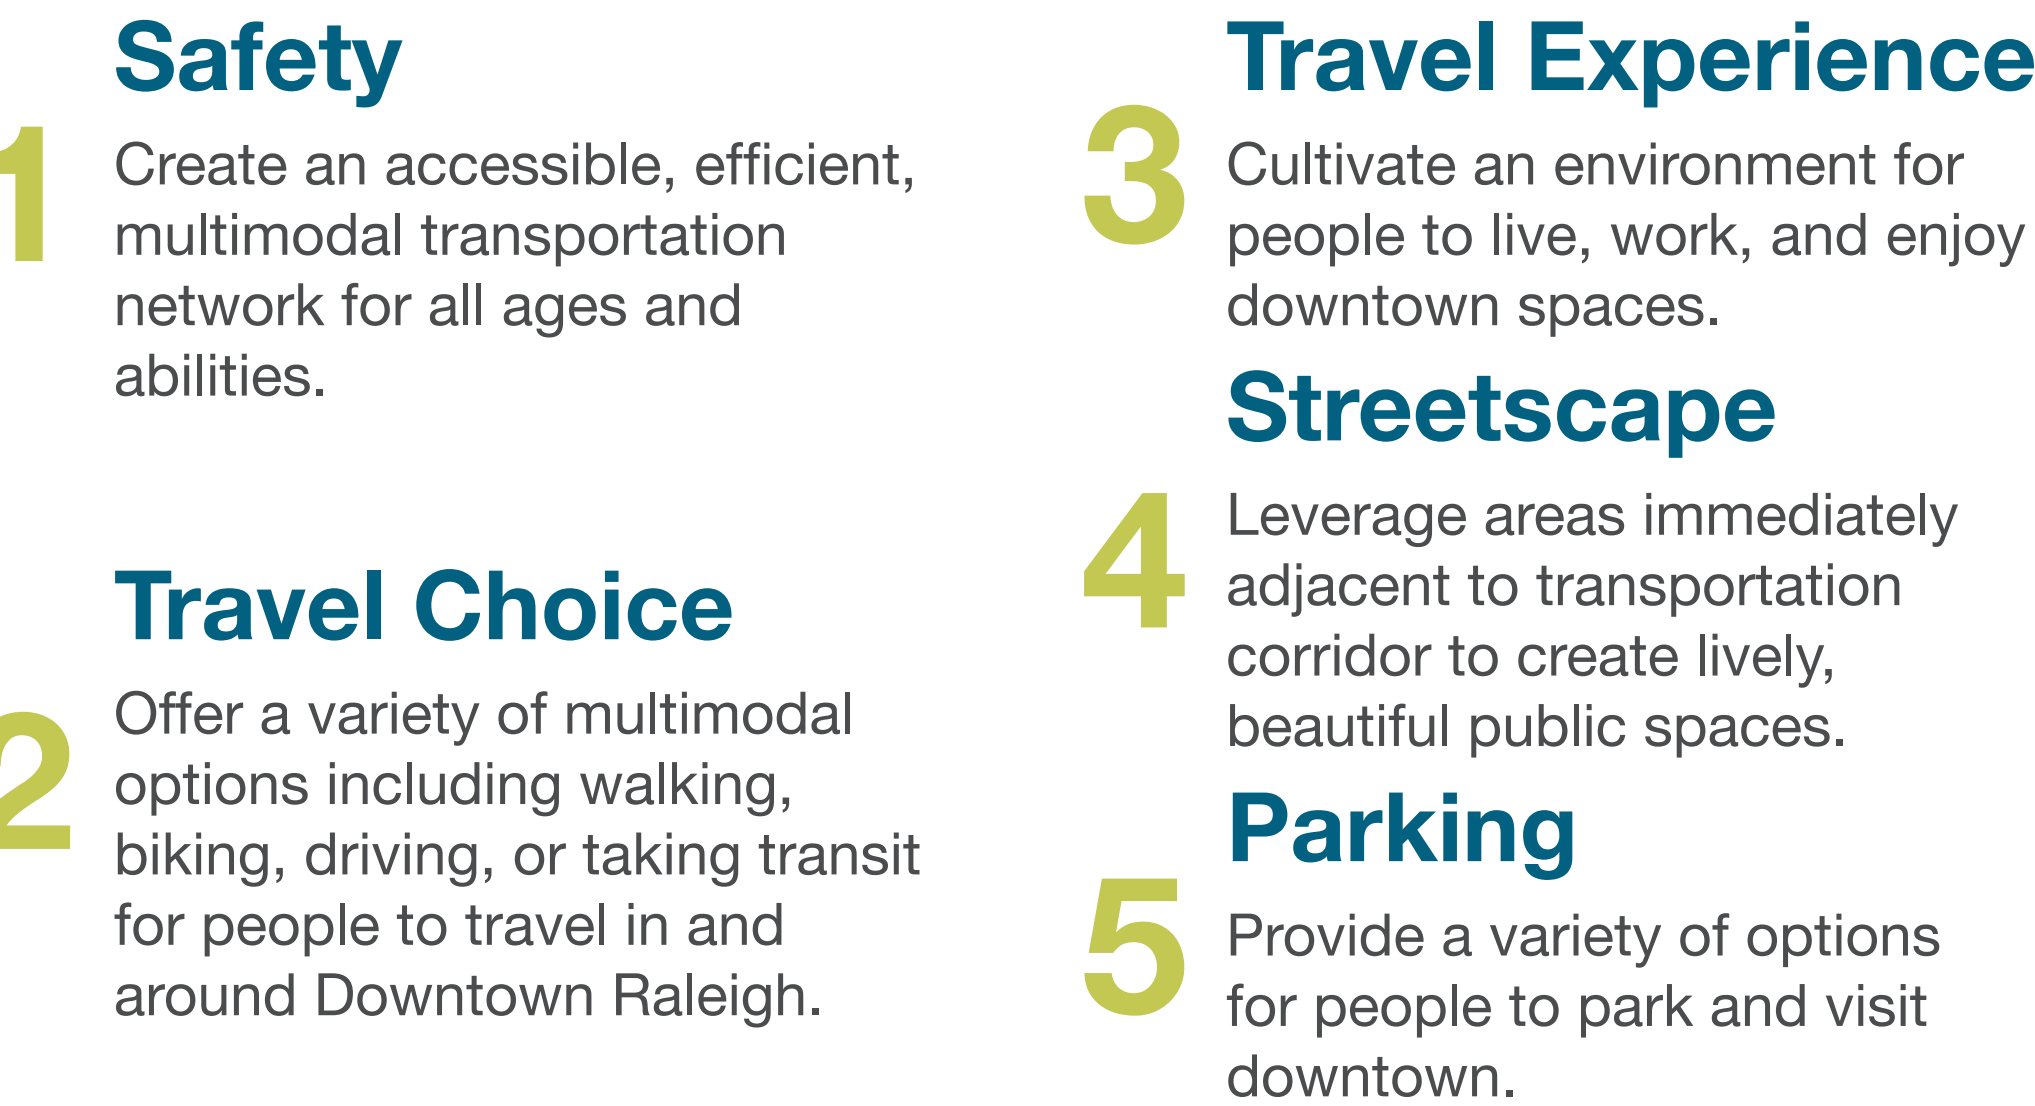 1
Safety
Create an accessible, efficient,
multimodal transportation
network for all ages and
abilities.
2
Travel Choice
Offer a variety of multimodal
options including walking,
biking, driving, or taking transit
for people to travel in and
around Downtown Raleigh.
3
Travel Experience
Cultivate an environment for
people to live, work, and enjoy
downtown spaces.
4
Streetscape
Leverage areas immediately
adjacent to transportation
corridor to create lively,
beautiful public spaces.
5
Parking
Provide a variety of options
for people to park and visit
downtown.